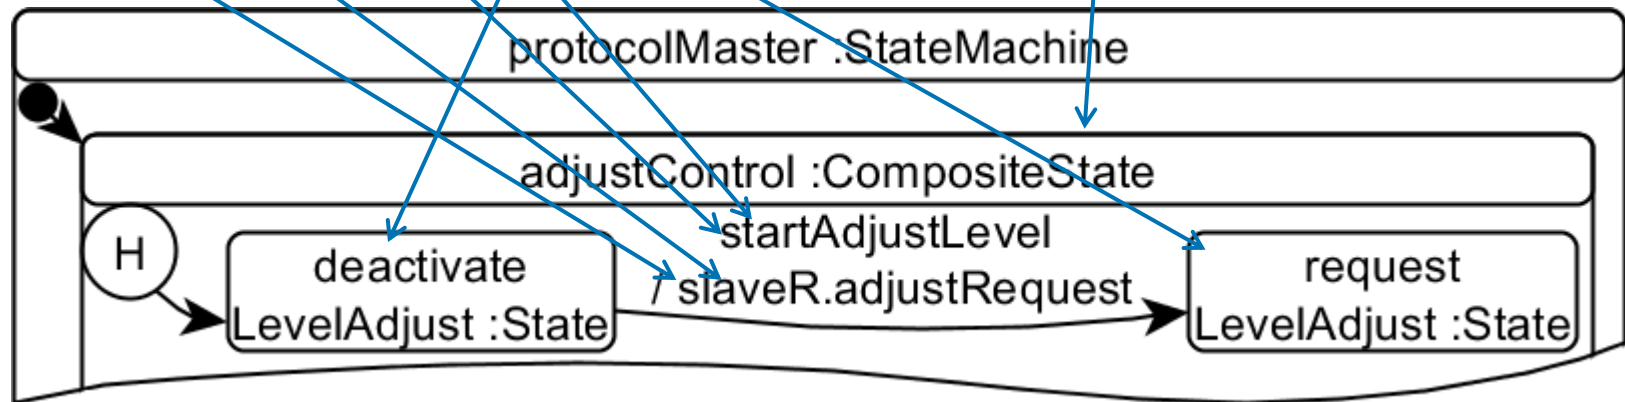 protocolMaster :StateMachine
adjustControl :CompositeState
H
deactivate
LevelAdjust :State
startAdjustLevel
/ slaveR.adjustRequest
request
LevelAdjust :State